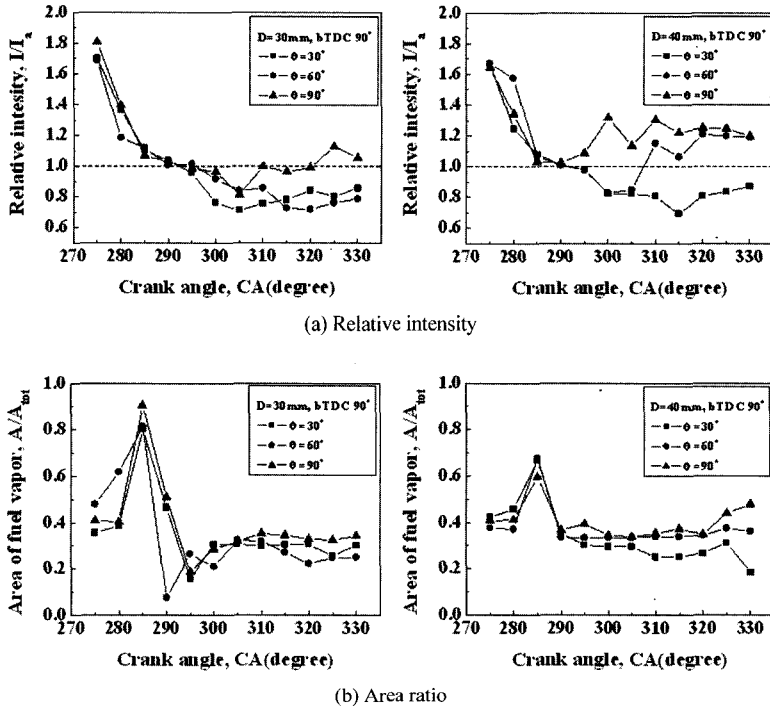 D=30mm, bTDC 90°
θ=30°
θ=60°
θ=90°
Relative intesity, I/Ia
1.8
1.6
1.4
1.2
1.0
0.8
0.6
270 280 290 300 310 320 330
Crank angle, CA(degree)
D=40mm, bTDC 90°
θ=30°
θ=60°
θ=90°
Relative intensity, I/Ia
1.8
1.6
1.4
1.2
1.0
0.8
0.6
270 280 290 300 310 320 330
Crank angle, CA(degree)
(a) Relative intensity
D=30mm, bTDC 90°
θ=30°
θ=60°
θ=90°
Area of fuel vapor, A/Atot
1.0
0.8
0.6
0.4
0.2
0.0
270 280 290 300 310 320 330
Crank angle, CA(degree)
D=40mm, bTDC 90°
θ=30°
θ=60°
θ=90°
Area of fuel vapor, A/Atot
1.0
0.8
0.6
0.4
0.2
0.0
270 280 290 300 310 320 330
Crank angle, CA(degree)
(b) Area ratio